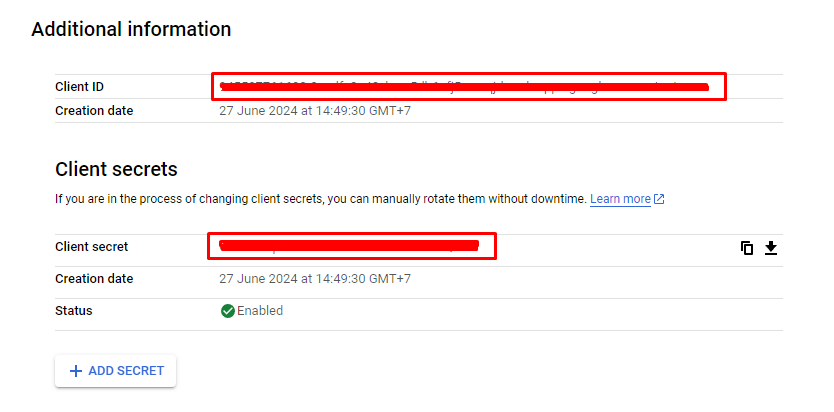 Additional information
Client ID
Creation date 27 June 2024 at 14:49:30 GMT+7
Client secrets
If you are in the process of changing client secrets, you can manually rotate them without downtime. Learn more
Client secret
Creation date 27 June 2024 at 14:49:30 GMT+7
Status Enabled
ADD SECRET